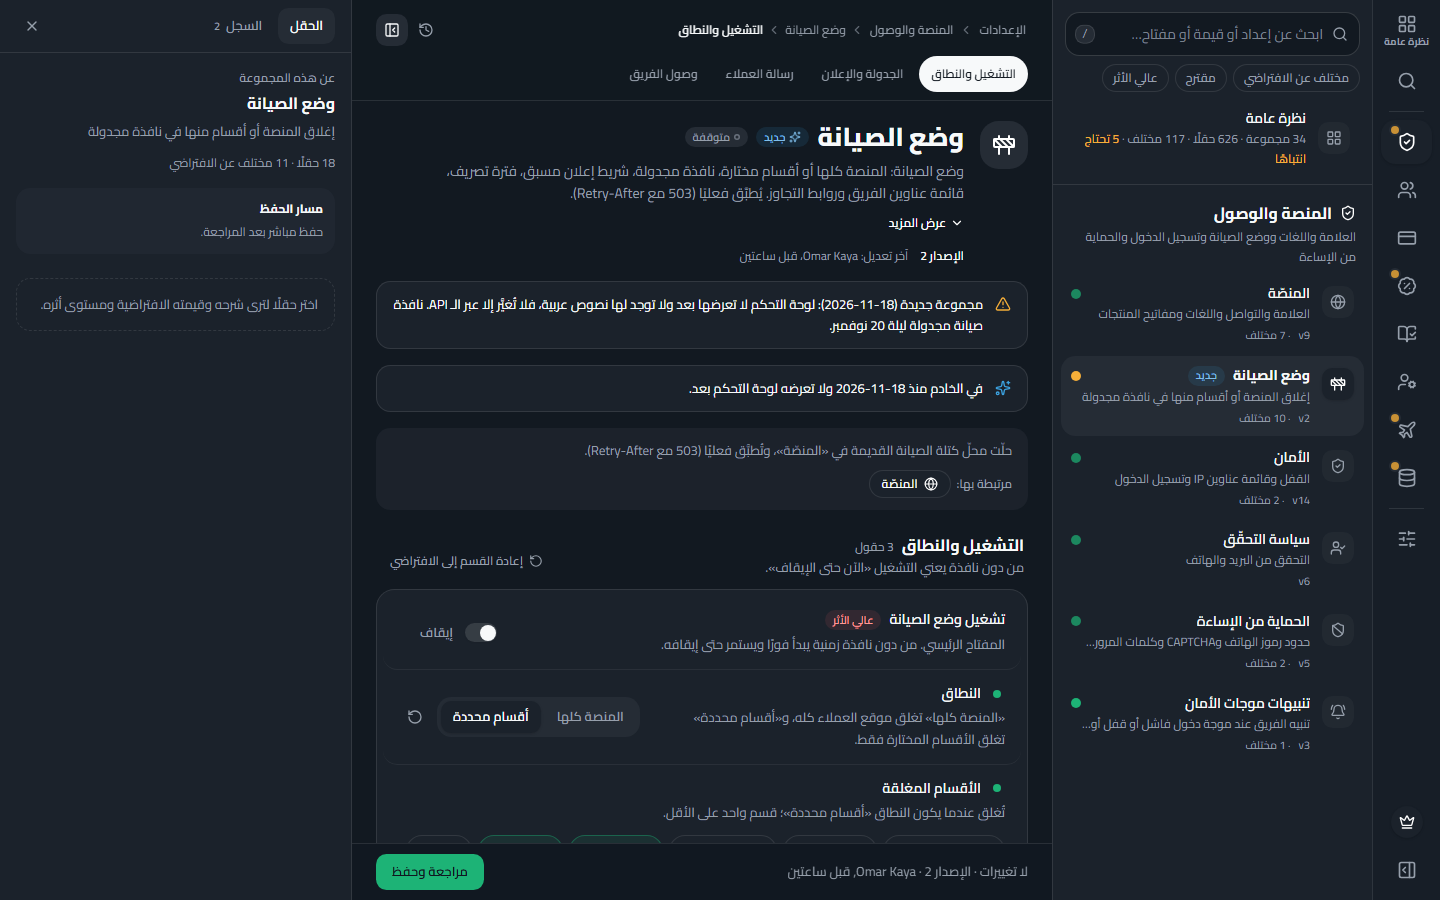 نظرة عامة
ابحث عن إعداد أو قيمة أو مفتاح...
/
مختلف عن الافتراضي
مقترح
عالي الأثر
نظرة عامة
34 مجموعة · 626 حقلًا · 117 مختلف · 5 تحتاج
انتباهًا
المنصة والوصول
العلامة واللغات ووضع الصيانة وتسجيل الدخول والحماية
من الإساءة
المنصّة
العلامة والتواصل واللغات ومفاتيح المنتجات
v9 · 7 مختلف
وضع الصيانة
جديد
إغلاق المنصة أو أقسام منها في نافذة مجدولة
v2 · 10 مختلف
الأمان
القفل وقائمة عناوين IP وتسجيل الدخول
v14 · 2 مختلف
سياسة التحقّق
التحقق من البريد والهاتف
v6
الحماية من الإساءة
حدود رموز الهاتف وCAPTCHA وكلمات المرور...
v5 · 2 مختلف
تنبيهات موجات الأمان
تنبيه الفريق عند موجة دخول فاشل أو قفل أو...
v3 · 1 مختلف
الإعدادات
المنصة والوصول
وضع الصيانة
التشغيل والنطاق
التشغيل والنطاق
الجدولة والإعلان
رسالة العملاء
وصول الفريق
وضع الصيانة
جديد
متوقفة
وضع الصيانة: المنصة كلها أو أقسام مختارة، نافذة مجدولة، شريط إعلان مسبق، فترة تصريف،
قائمة عناوين الفريق وروابط التجاوز. يُطبَّق فعليًا (503 مع Retry-After).
عرض المزيد
الإصدار 2
آخر تعديل: Omar Kaya، قبل ساعتين
مجموعة جديدة (18-11-2026): لوحة التحكم لا تعرضها بعد ولا توجد لها نصوص عربية، فلا تُغيَّر إلا عبر الـ API. نافذة
صيانة مجدولة ليلة 20 نوفمبر.
في الخادم منذ 18-11-2026 ولا تعرضه لوحة التحكم بعد.
حلّت محلّ كتلة الصيانة القديمة في «المنصّة»، وتُطبَّق فعليًا (503 مع Retry-After).
مرتبطة بها:
المنصّة
التشغيل والنطاق
3 حقول
من دون نافذة يعني التشغيل «الآن حتى الإيقاف».
إعادة القسم إلى الافتراضي
تشغيل وضع الصيانة
عالي الأثر
المفتاح الرئيسي. من دون نافذة زمنية يبدأ فورًا ويستمر حتى إيقافه.
إيقاف
النطاق
«المنصة كلها» تغلق موقع العملاء كله، و«أقسام محددة»
تغلق الأقسام المختارة فقط.
المنصة كلها
أقسام محددة
الأقسام المغلقة
تُغلق عندما يكون النطاق «أقسام محددة»؛ قسم واحد على الأقل.
لا تغييرات · الإصدار 2 · Omar Kaya، قبل ساعتين
مراجعة وحفظ
الحقل
السجل 2
عن هذه المجموعة
وضع الصيانة
إغلاق المنصة أو أقسام منها في نافذة مجدولة
18 حقلًا · 11 مختلف عن الافتراضي
مسار الحفظ
حفظ مباشر بعد المراجعة.
اختر حقلًا لترى شرحه وقيمته الافتراضية ومستوى أثره.